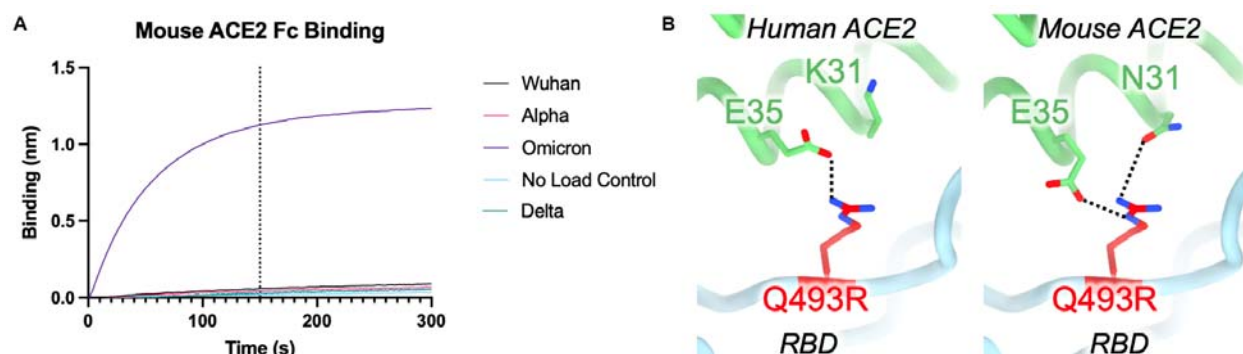 A
Mouse ACE2 Fc Binding
Binding (nm)
1.5
1.0
0.5
0.0
0
100
200
300
Time (s)
Wuhan
Alpha
Omicron
No Load Control
Delta
B
Human ACE2
K31
E35
Q493R
RBD
Mouse ACE2
N31
E35
Q493R
RBD